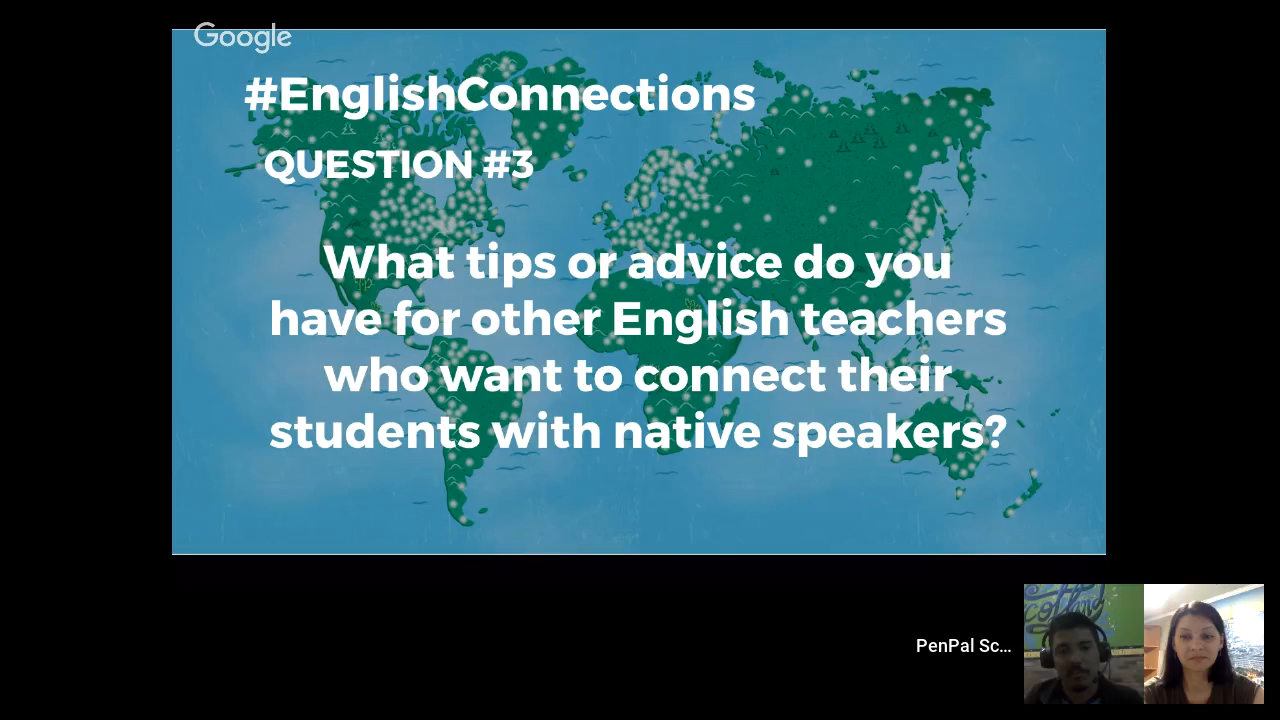 Google
#EnglishConnections
QUESTION #3
What tips or advice do you
have for other English teachers
who want to connect their
students with native speakers?
PenPal Sc...